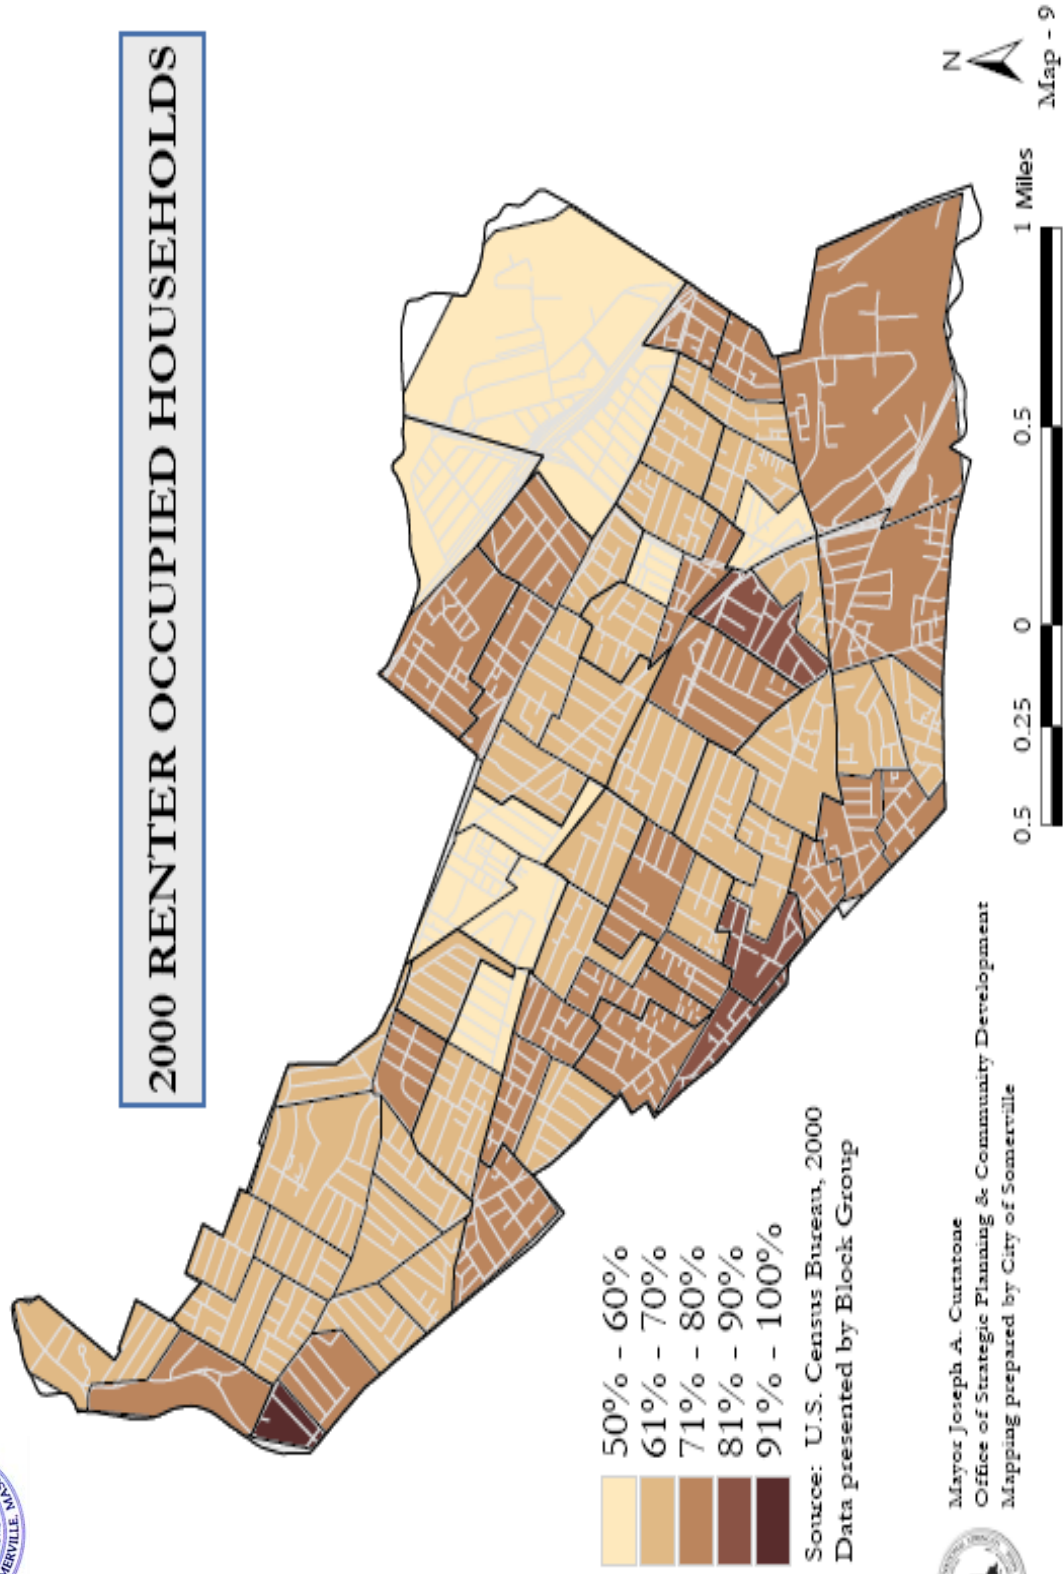 2000 RENTER OCCUPIED HOUSEHOLDS
50% - 60%
61% - 70%
71% - 80%
81% - 90%
91% - 100%
Source: U.S. Census Bureau, 2000
Data presented by Block Group
Mayor Joseph A. Curtatone
Office of Strategic Planning & Community Development
Mapping prepared by City of Somerville
0.5 0.25 0 0.5 1 Miles
N
Map - 9